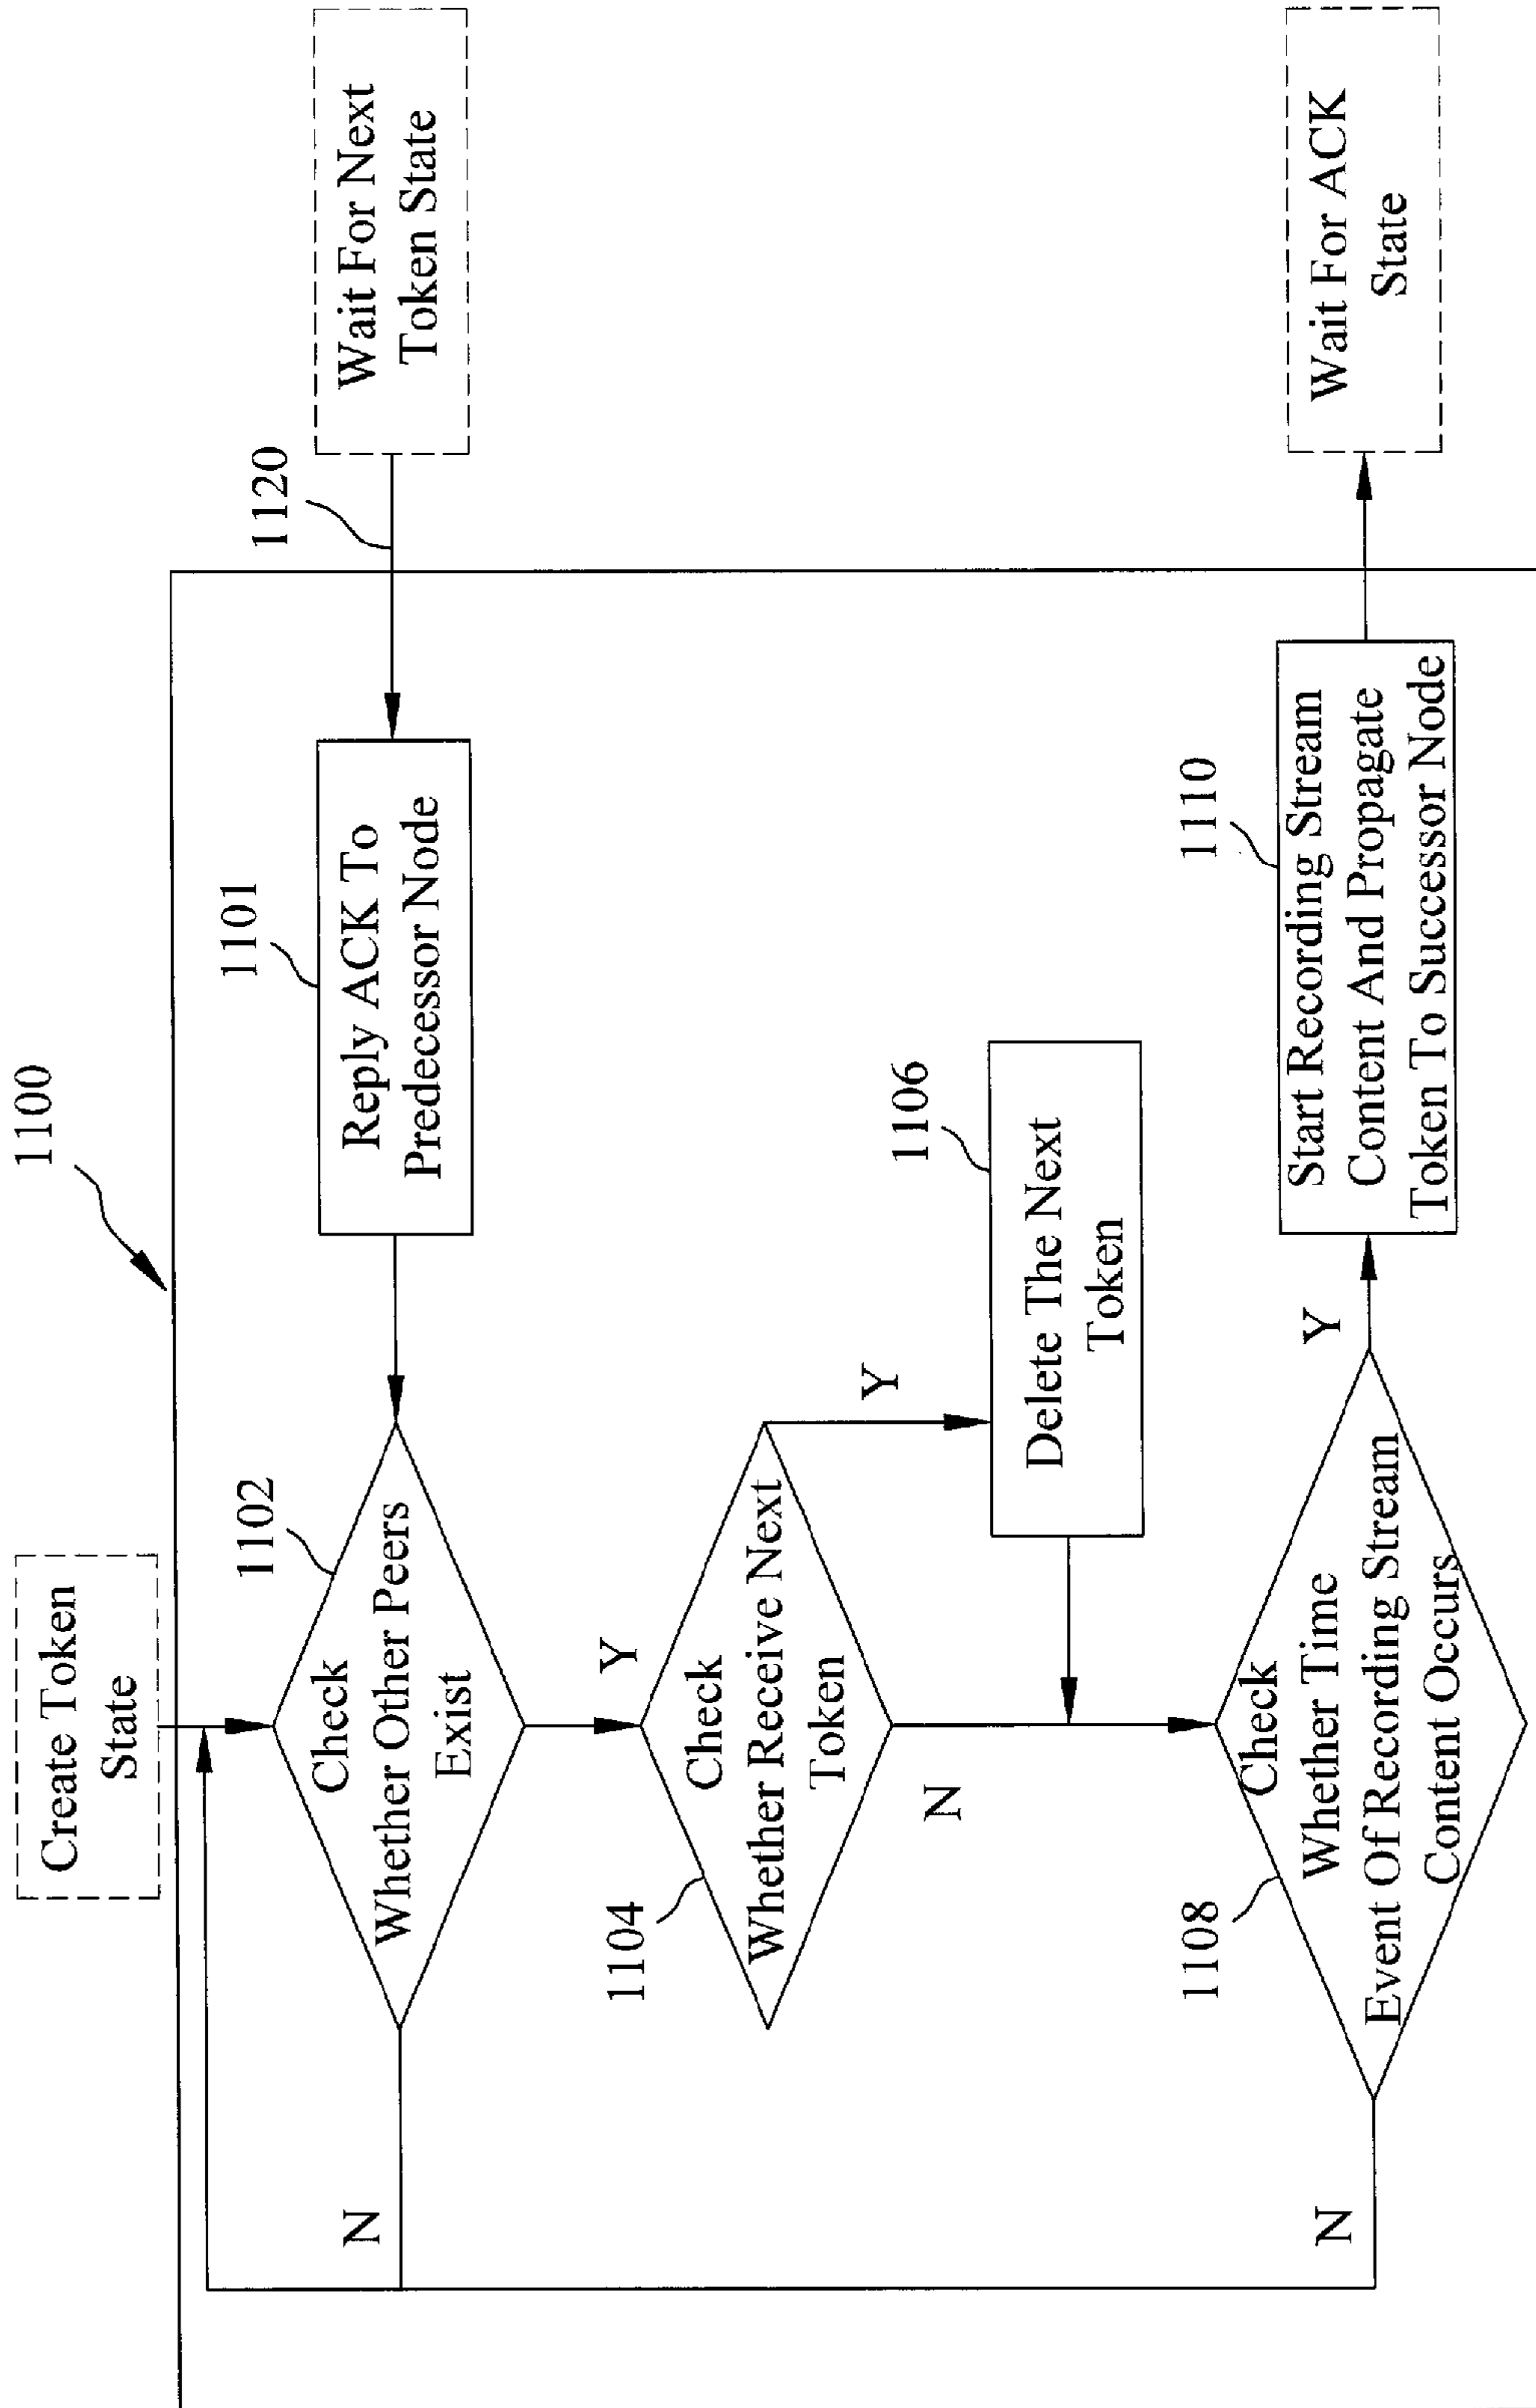 1100
Create Token
State
1102
Check
Whether Other Peers
Exist
N
Y
1101
Reply ACK To
Predecessor Node
1120
Wait For Next
Token State
1104
Check
Whether Receive Next
Token
Y
N
1106
Delete The Next
Token
1108
Check
Whether Time
Event Of Recording Stream
Content Occurs
N
Y
1110
Start Recording Stream
Content And Propagate
Token To Successor Node
Wait For ACK
State